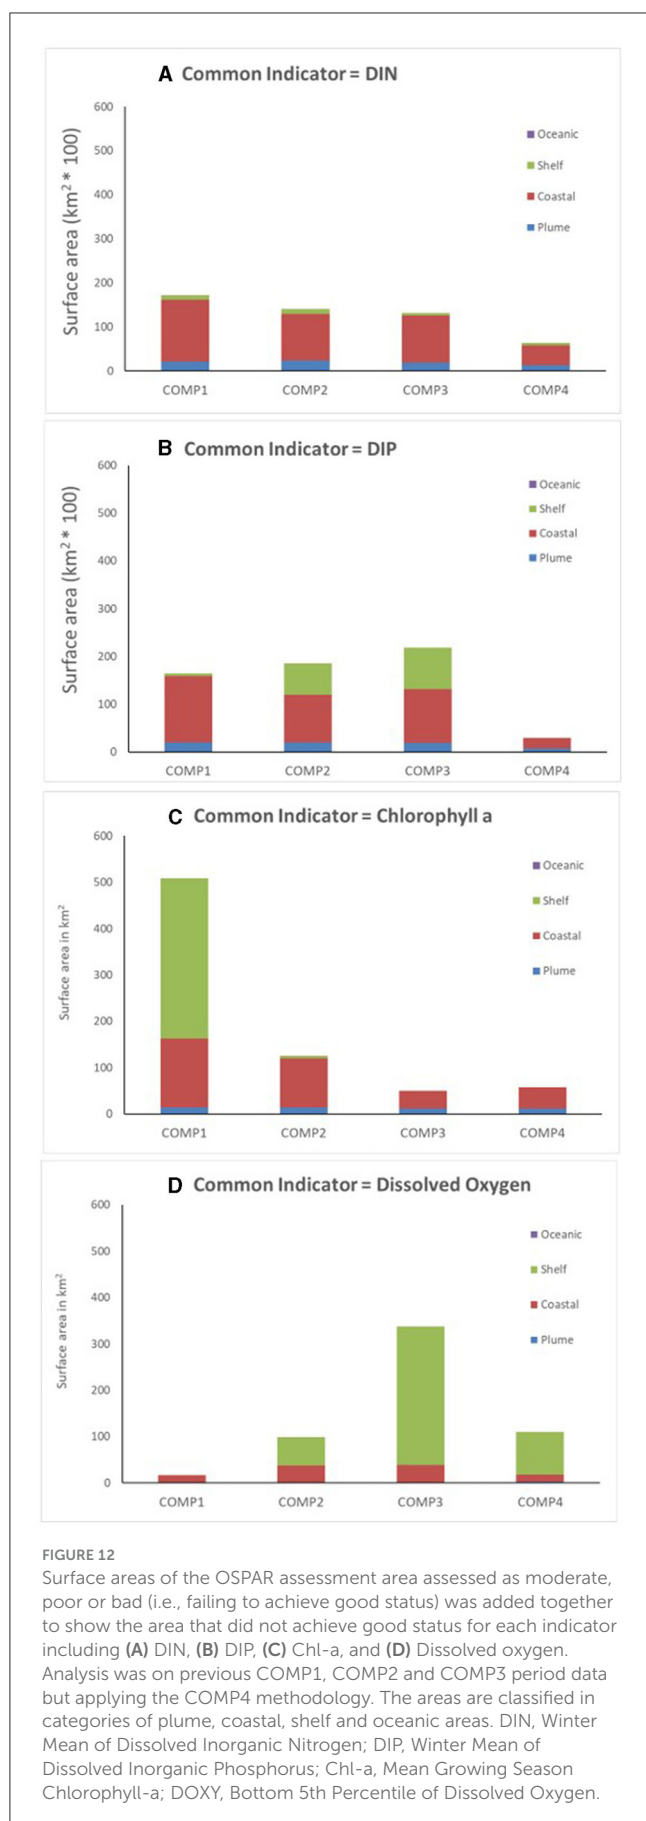 A Common Indicator = DIN
Surface area (km² * 100)
600
500
400
300
200
100
0
Oceanic
Shelf
Coastal
Plume
COMP1 COMP2 COMP3 COMP4
B Common Indicator = DIP
Surface area (km² * 100)
600
500
400
300
200
100
0
Oceanic
Shelf
Coastal
Plume
COMP1 COMP2 COMP3 COMP4
C Common Indicator = Chlorophyll a
Surface area in km²
600
500
400
300
200
100
0
Oceanic
Shelf
Coastal
Plume
COMP1 COMP2 COMP3 COMP4
D Common Indicator = Dissolved Oxygen
Surface area in km²
600
500
400
300
200
100
0
Oceanic
Shelf
Coastal
Plume
COMP1 COMP2 COMP3 COMP4
FIGURE 12
Surface areas of the OSPAR assessment area assessed as moderate,
poor or bad (i.e., failing to achieve good status) was added together
to show the area that did not achieve good status for each indicator
including (A) DIN, (B) DIP, (C) Chl-a, and (D) Dissolved oxygen.
Analysis was on previous COMP1, COMP2 and COMP3 period data
but applying the COMP4 methodology. The areas are classified in
categories of plume, coastal, shelf and oceanic areas. DIN, Winter
Mean of Dissolved Inorganic Nitrogen; DIP, Winter Mean of
Dissolved Inorganic Phosphorus; Chl-a, Mean Growing Season
Chlorophyll-a; DOXY, Bottom 5th Percentile of Dissolved Oxygen.